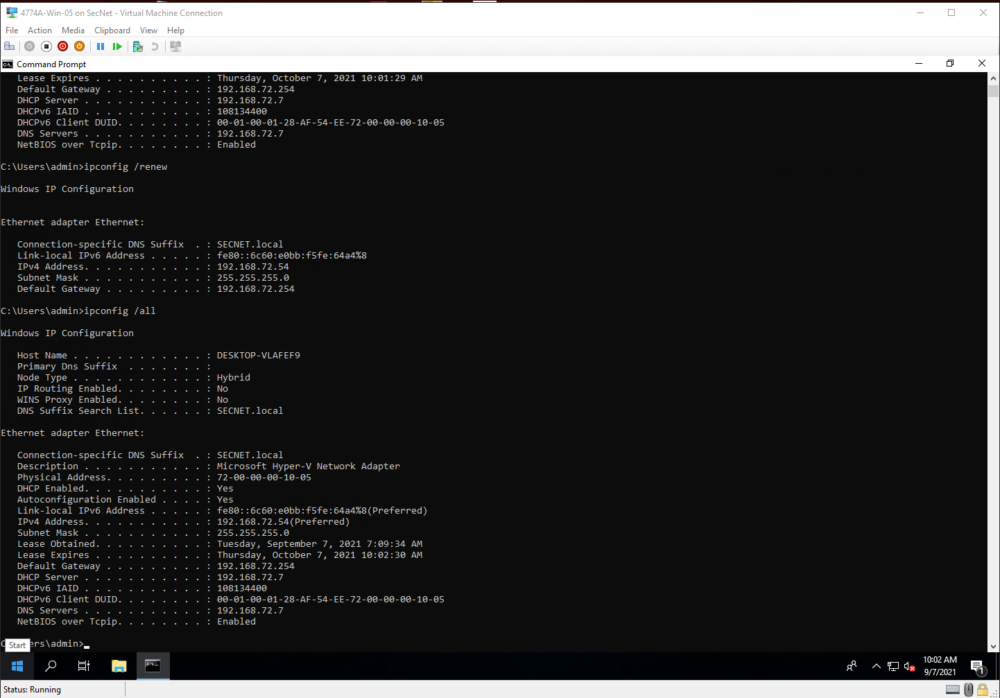 4774A-Win-05 on SecNet - Virtual Machine Connection
File Action Media Clipboard View Help
Command Prompt
Lease Expires . . . . . . . . . . : Thursday, October 7, 2021 10:01:29 AM
Default Gateway . . . . . . . . . : 192.168.72.254
DHCP Server . . . . . . . . . . . : 192.168.72.7
DHCPv6 IAID . . . . . . . . . . . : 108134400
DHCPv6 Client DUID. . . . . . . . : 00-01-00-01-28-AF-54-EE-72-00-00-00-10-05
DNS Servers . . . . . . . . . . . : 192.168.72.7
NetBIOS over Tcpip. . . . . . . . : Enabled
C:\Users\admin>ipconfig /renew
Windows IP Configuration
Ethernet adapter Ethernet:
Connection-specific DNS Suffix  . : SECNET.local
Link-local IPv6 Address . . . . . : fe80::6c60:e0bb:f5fe:64a4%8
IPv4 Address. . . . . . . . . . . : 192.168.72.54
Subnet Mask . . . . . . . . . . . : 255.255.255.0
Default Gateway . . . . . . . . . : 192.168.72.254
C:\Users\admin>ipconfig /all
Windows IP Configuration
Host Name . . . . . . . . . . . . : DESKTOP-VLAFEF9
Primary Dns Suffix  . . . . . . . :
Node Type . . . . . . . . . . . . : Hybrid
IP Routing Enabled. . . . . . . . : No
WINS Proxy Enabled. . . . . . . . : No
DNS Suffix Search List. . . . . . : SECNET.local
Ethernet adapter Ethernet:
Connection-specific DNS Suffix  . : SECNET.local
Description . . . . . . . . . . . : Microsoft Hyper-V Network Adapter
Physical Address. . . . . . . . . : 72-00-00-00-10-05
DHCP Enabled. . . . . . . . . . . : Yes
Autoconfiguration Enabled . . . . : Yes
Link-local IPv6 Address . . . . . : fe80::6c60:e0bb:f5fe:64a4%8(Preferred)
IPv4 Address. . . . . . . . . . . : 192.168.72.54(Preferred)
Subnet Mask . . . . . . . . . . . : 255.255.255.0
Lease Obtained. . . . . . . . . . : Tuesday, September 7, 2021 7:09:34 AM
Lease Expires . . . . . . . . . . : Thursday, October 7, 2021 10:02:30 AM
Default Gateway . . . . . . . . . : 192.168.72.254
DHCP Server . . . . . . . . . . . : 192.168.72.7
DHCPv6 IAID . . . . . . . . . . . : 108134400
DHCPv6 Client DUID. . . . . . . . : 00-01-00-01-28-AF-54-EE-72-00-00-00-10-05
DNS Servers . . . . . . . . . . . : 192.168.72.7
NetBIOS over Tcpip. . . . . . . . : Enabled
C ers\admin>
Start
10:02 AM
9/7/2021
1
Status: Running